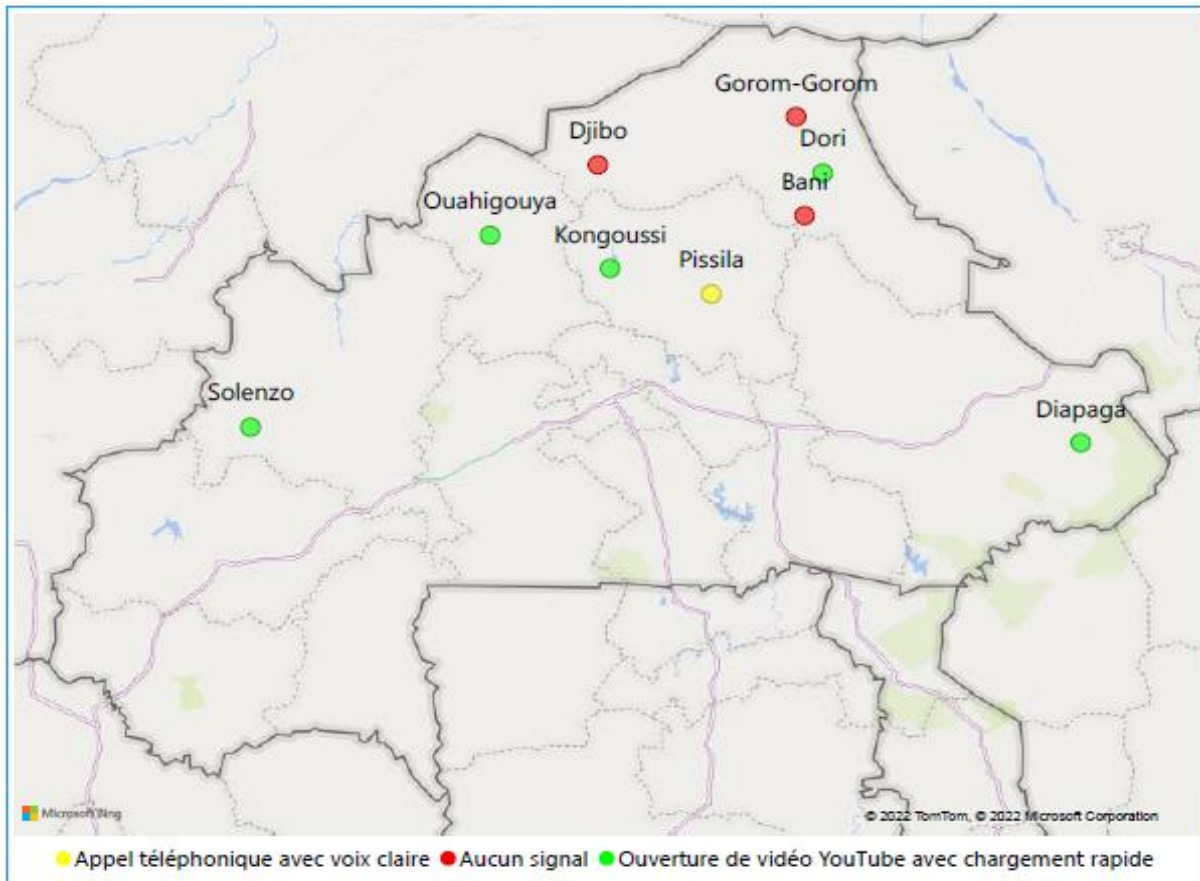 Gorom-Gorom
Djibo
Dori
Bani
Ouahigouya
Kongoussi
Pissila
Solenzo
Diapaga
Microsoft Bing
© 2022 TomTom, © 2022 Microsoft Corporation
Appel téléphonique avec voix claire Aucun signal Ouverture de vidéo YouTube avec chargement rapide